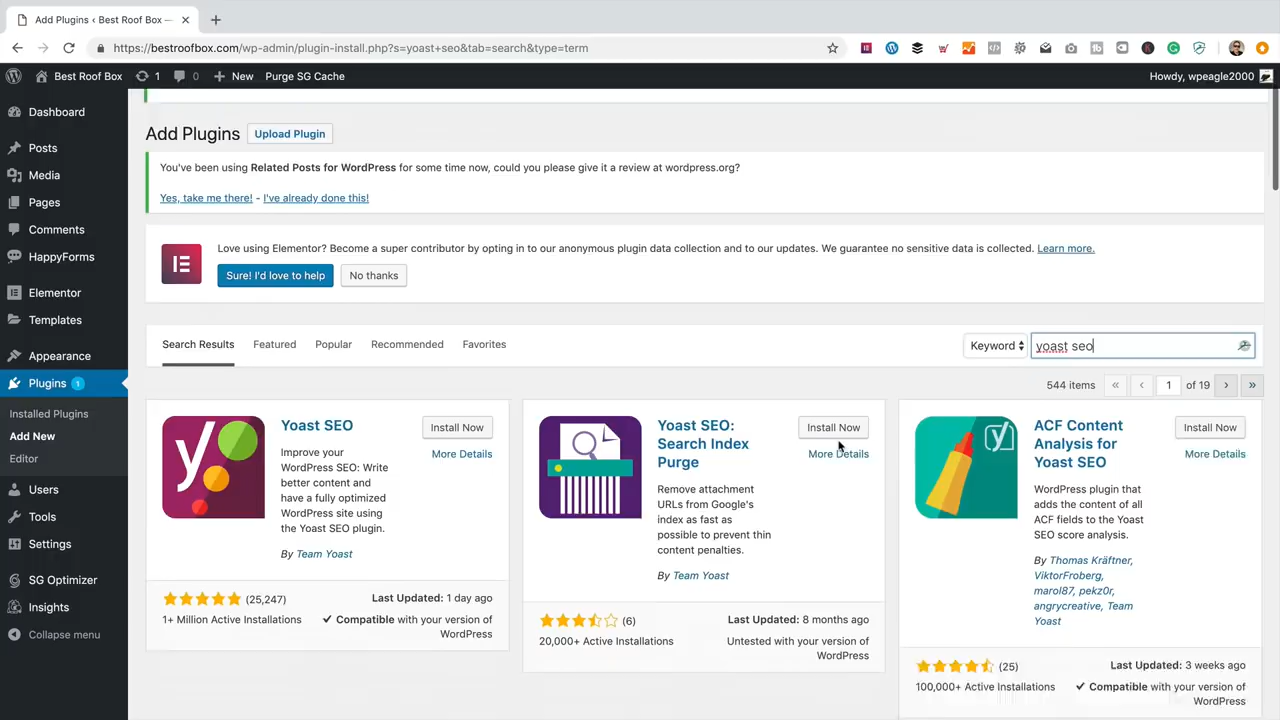 Add Plugins ‹ Best Roof Box —
https://bestroofbox.com/wp-admin/plugin-install.php?s=yoast+seo&tab=search&type=term
Best Roof Box
1
0
New
Purge SG Cache
Howdy, wpeagle2000
Dashboard
Posts
Media
Pages
Comments
HappyForms
Elementor
Templates
Appearance
Plugins 1
Installed Plugins
Add New
Editor
Users
Tools
Settings
SG Optimizer
Insights
Collapse menu
Add Plugins
Upload Plugin
You've been using Related Posts for WordPress for some time now, could you please give it a review at wordpress.org?
Yes, take me there! - I've already done this!
Love using Elementor? Become a super contributor by opting in to our anonymous plugin data collection and to our updates. We guarantee no sensitive data is collected. Learn more.
Sure! I'd love to help
No thanks
Search Results
Featured
Popular
Recommended
Favorites
Keyword
yoast seo
544 items
«
‹
1
of 19
›
»
Yoast SEO
Install Now
More Details
Improve your
WordPress SEO: Write
better content and
have a fully optimized
WordPress site using
the Yoast SEO plugin.
By Team Yoast
(25,247)
1+ Million Active Installations
Last Updated: 1 day ago
✔ Compatible with your version of
WordPress
Yoast SEO:
Search Index
Purge
Install Now
More Details
Remove attachment
URLs from Google's
index as fast as
possible to prevent thin
content penalties.
By Team Yoast
(6)
20,000+ Active Installations
Last Updated: 8 months ago
Untested with your version of
WordPress
ACF Content
Analysis for
Yoast SEO
Install Now
More Details
WordPress plugin that
adds the content of all
ACF fields to the Yoast
SEO score analysis.
By Thomas Kräftner,
ViktorFroberg,
marol87, pekz0r,
angrycreative, Team
Yoast
(25)
100,000+ Active Installations
Last Updated: 3 weeks ago
✔ Compatible with your version of
WordPress